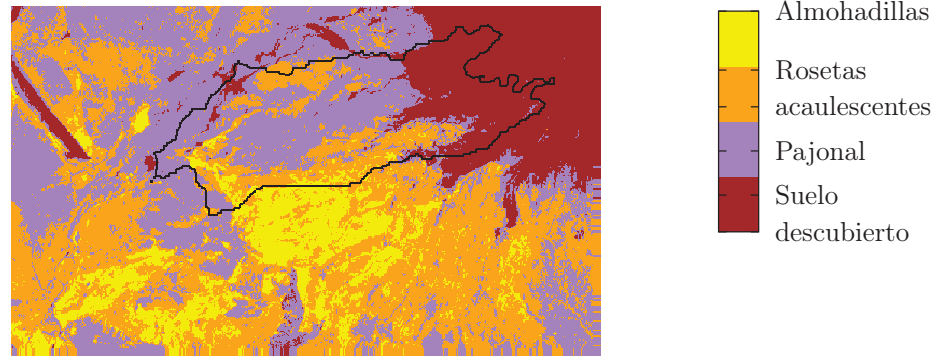 Almohadillas
Rosetas
acaulescentes
Pajonal
Suelo
descubierto